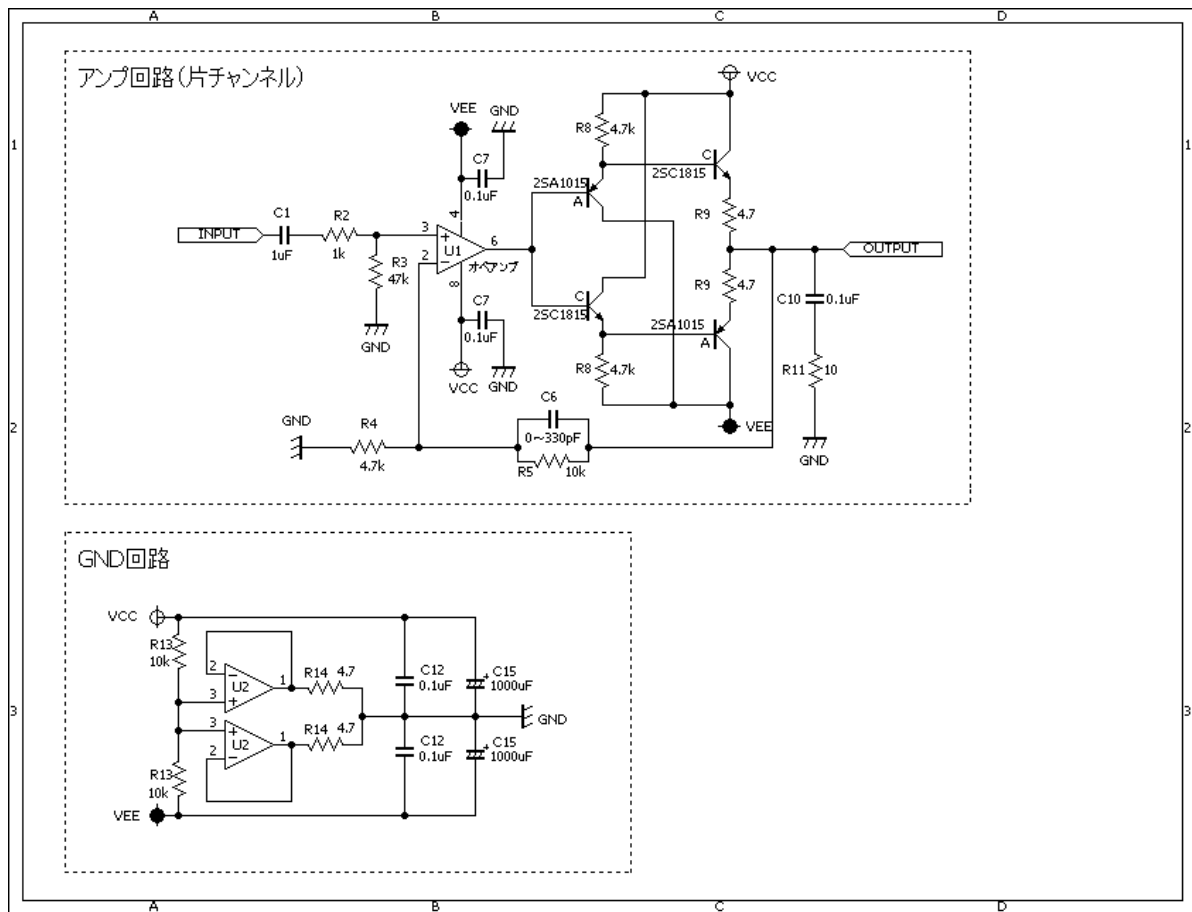 A B C D
アンプ回路(片チャンネル)
VCC
VEE GND
R8 4.7k
1 1
C7
0.1uF
C
2SC1815
2SA1015
A
4
C1 R2
R9 4.7
INPUT
3 + 6
OUTPUT
1uF 1k
U1
2 -
オペアンプ
R3
47k
R9 4.7
8
C
2SC1815
C10 0.1uF
C7
0.1uF
2SA1015
A
GND
R8 4.7k
R11 10
VCC GND
C6
GND R4
2 2
VEE
0~330pF
GND
4.7k
R5 10k
GND回路
VCC
R13
10k
2 -
1
R14 4.7
C12
0.1uF
+ C15
1000uF
U2
3 +
3 3
GND
3 +
1
R14 4.7
U2
2 -
C12
0.1uF
+ C15
1000uF
R13
10k
VEE
A B C D